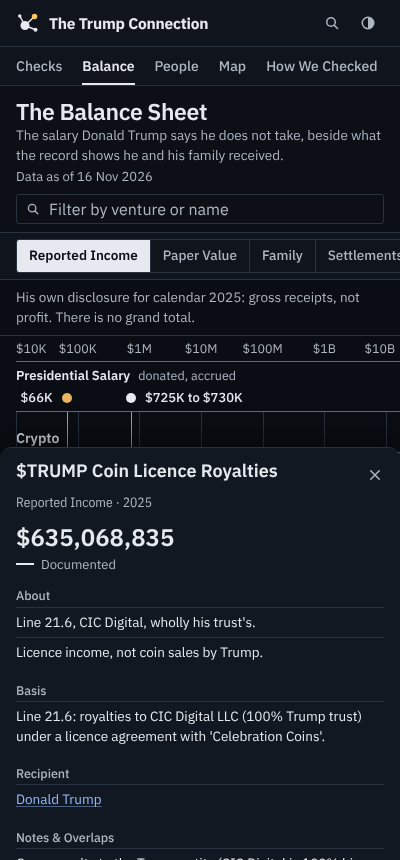 The Trump Connection
Checks Balance People Map How We Checked
The Balance Sheet
The salary Donald Trump says he does not take, beside what
the record shows he and his family received.
Data as of 16 Nov 2026
Filter by venture or name
Reported Income Paper Value Family Settlements
His own disclosure for calendar 2025: gross receipts, not
profit. There is no grand total.
$10K $100K $1M $10M $100M $1B $10B
Presidential Salary donated, accrued
$66K $725K to $730K
Crypto
$TRUMP Coin Licence Royalties
Reported Income · 2025
$635,068,835
Documented
About
Line 21.6, CIC Digital, wholly his trust's.
Licence income, not coin sales by Trump.
Basis
Line 21.6: royalties to CIC Digital LLC (100% Trump trust)
under a licence agreement with 'Celebration Coins'.
Recipient
Donald Trump
Notes & Overlaps